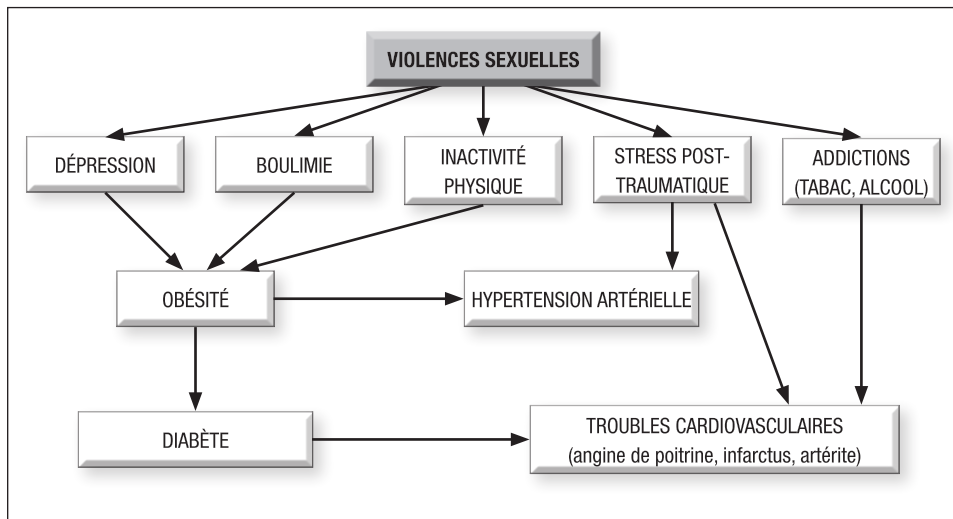 VIOLENCES SEXUELLES
DÉPRESSION
BOULIMIE
INACTIVITÉ
PHYSIQUE
STRESS POST-
TRAUMATIQUE
ADDICTIONS
(TABAC, ALCOOL)
OBÉSITÉ
HYPERTENSION ARTÉRIELLE
DIABÈTE
TROUBLES CARDIOVASCULAIRES
(angine de poitrine, infarctus, artérite)